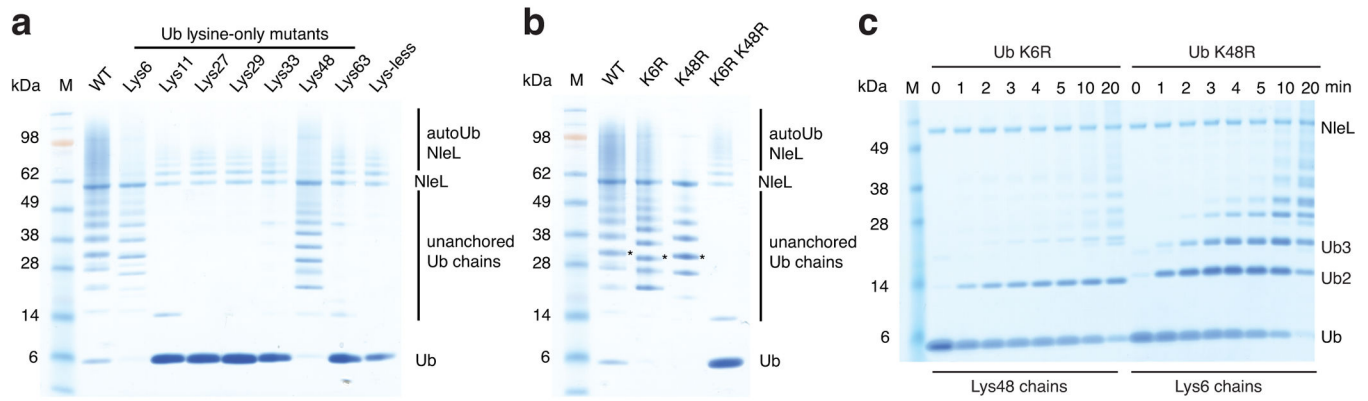 a
Ub lysine-only mutants
kDa M WT Lys6 Lys11 Lys27 Lys29 Lys33 Lys48 Lys63 Lys-less
98
62
49
38
28
14
6
autoUb
NleL
NleL
unanchored
Ub chains
Ub
b
kDa M WT K6R K48R K6R K48R
98
62
49
38
28
14
6
* * *
autoUb
NleL
NleL
unanchored
Ub chains
Ub
c
Ub K6R Ub K48R
kDa M 0 1 2 3 4 5 10 20 0 1 2 3 4 5 10 20 min
49
38
28
14
6
NleL
Ub3
Ub2
Ub
Lys48 chains Lys6 chains